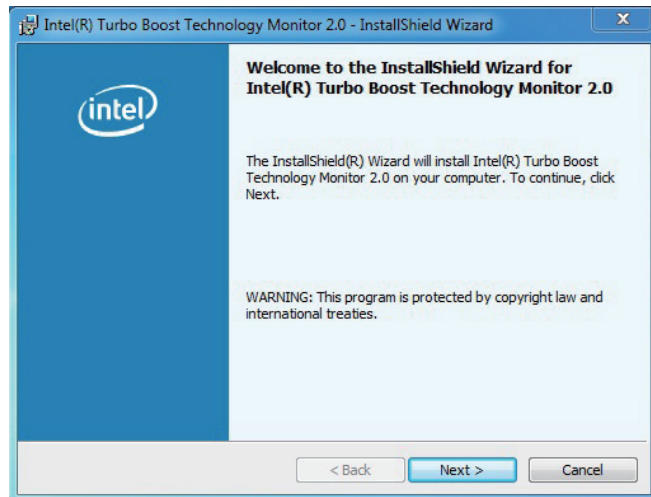 Intel(R) Turbo Boost Technology Monitor 2.0 - InstallShield Wizard
X
Welcome to the InstallShield Wizard for
Intel(R) Turbo Boost Technology Monitor 2.0
intel
The InstallShield(R) Wizard will install Intel(R) Turbo Boost
Technology Monitor 2.0 on your computer. To continue, click
Next.
WARNING: This program is protected by copyright law and
international treaties.
< Back
Next >
Cancel